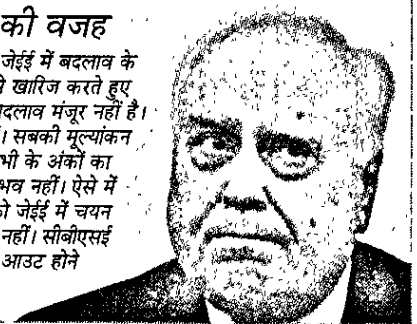 की वजह
जेईई में बदलाव के
खारिज करते हुए
बदलाव मंजूर नहीं है।
। सबकी मूल्यांकन
भी के अंकों का
भव नहीं। ऐसे में
जेईई में चयन
नहीं। सीबीएसई
आउट होने